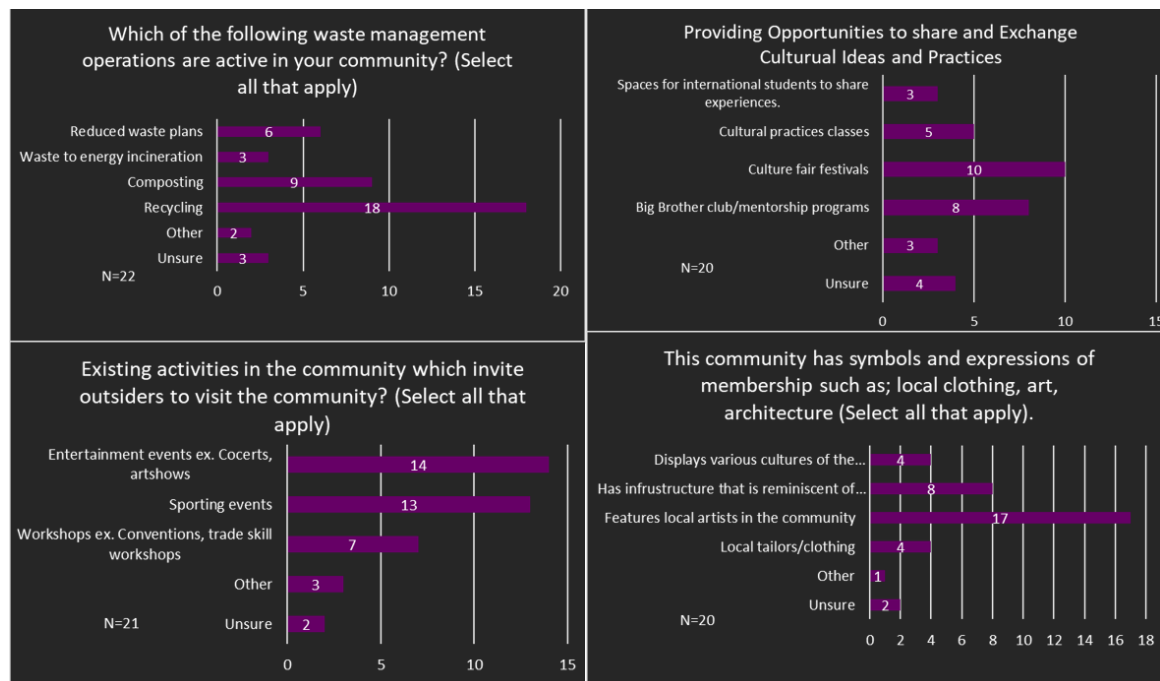 Which of the following waste management
operations are active in your community? (Select
all that apply)
Reduced waste plans
6
Waste to energy incineration
3
Composting
9
Recycling
18
Other
2
Unsure
3
N=22
0 5 10 15 20
Providing Opportunities to share and Exchange
Culturual Ideas and Practices
Spaces for international students to share
experiences.
3
Cultural practices classes
5
Culture fair festivals
10
Big Brother club/mentorship programs
8
Other
3
N=20
Unsure
4
0 5 10 15
Existing activities in the community which invite
outsiders to visit the community? (Select all that
apply)
Entertainment events ex. Cocerts,
artshows
14
Sporting events
13
Workshops ex. Conventions, trade skill
workshops
7
Other
3
N=21
Unsure
2
0 5 10 15
This community has symbols and expressions of
membership such as; local clothing, art,
architecture (Select all that apply).
Displays various cultures of the...
4
Has infrustructure that is reminiscent of...
8
Features local artists in the community
17
Local tailors/clothing
4
Other
1
Unsure
2
N=20
0 2 4 6 8 10 12 14 16 18